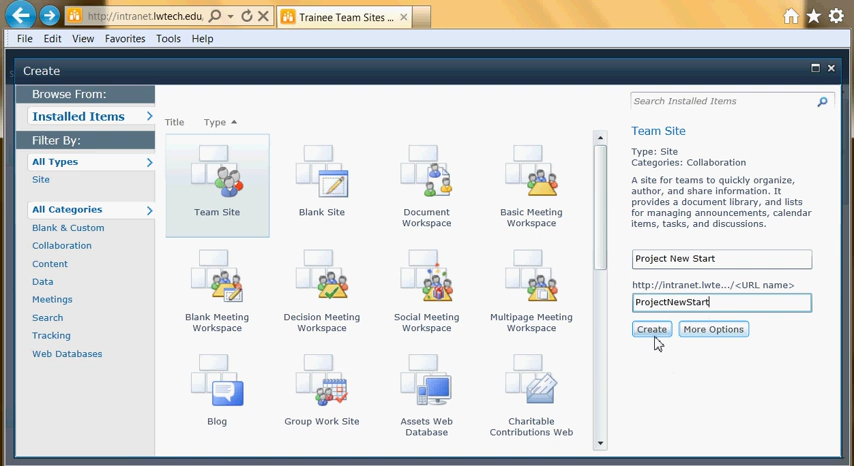 http://intranet.lwtech.edu,
Trainee Team Sites ...
File Edit View Favorites Tools Help
Create
Browse From:
Installed Items
Filter By:
All Types
Site
All Categories
Blank & Custom
Collaboration
Content
Data
Meetings
Search
Tracking
Web Databases
Title Type
Team Site
Blank Site
Document
Workspace
Basic Meeting
Workspace
Blank Meeting
Workspace
Decision Meeting
Workspace
Social Meeting
Workspace
Multipage Meeting
Workspace
Blog
Group Work Site
Assets Web
Database
Charitable
Contributions Web
Search Installed Items
Team Site
Type: Site
Categories: Collaboration
A site for teams to quickly organize,
author, and share information. It
provides a document library, and lists
for managing announcements, calendar
items, tasks, and discussions.
Project New Start
http://intranet.lwte.../<URL name>
ProjectNewStart
Create More Options